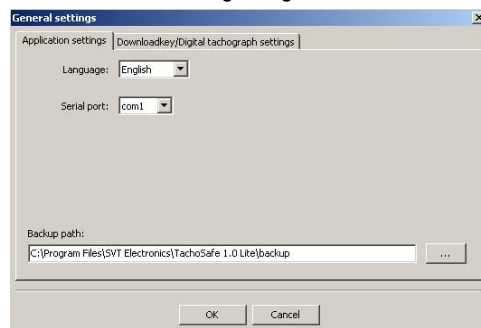 General settings
Application settings Downloadkey/Digital tachograph settings
Language: English
Serial port: com1
Backup path:
C:\Program Files\SVT Electronics\TachoSafe 1.0 Lite\backup ...
OK Cancel